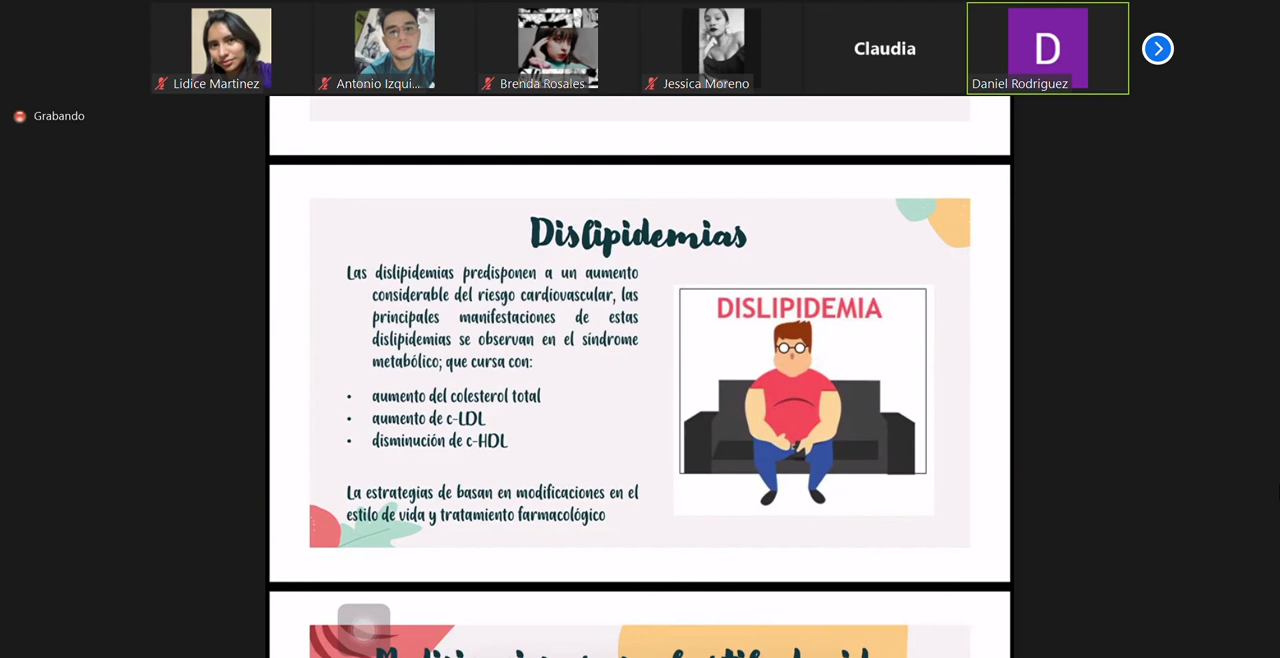 Claudia
D
Lidice Martinez
Antonio Izqui...
Brenda Rosales
Jessica Moreno
Daniel Rodriguez
Grabando
Dislipidemias
Las dislipidemias predisponen a un aumento
considerable del riesgo cardiovascular, las
principales manifestaciones de estas
dislipidemias se observan en el síndrome
metabólico; que cursa con:
• aumento del colesterol total
• aumento de c-LDL
• disminución de c-HDL
La estrategias de basan en modificaciones en el
estilo de vida y tratamiento farmacológico
DISLIPIDEMIA